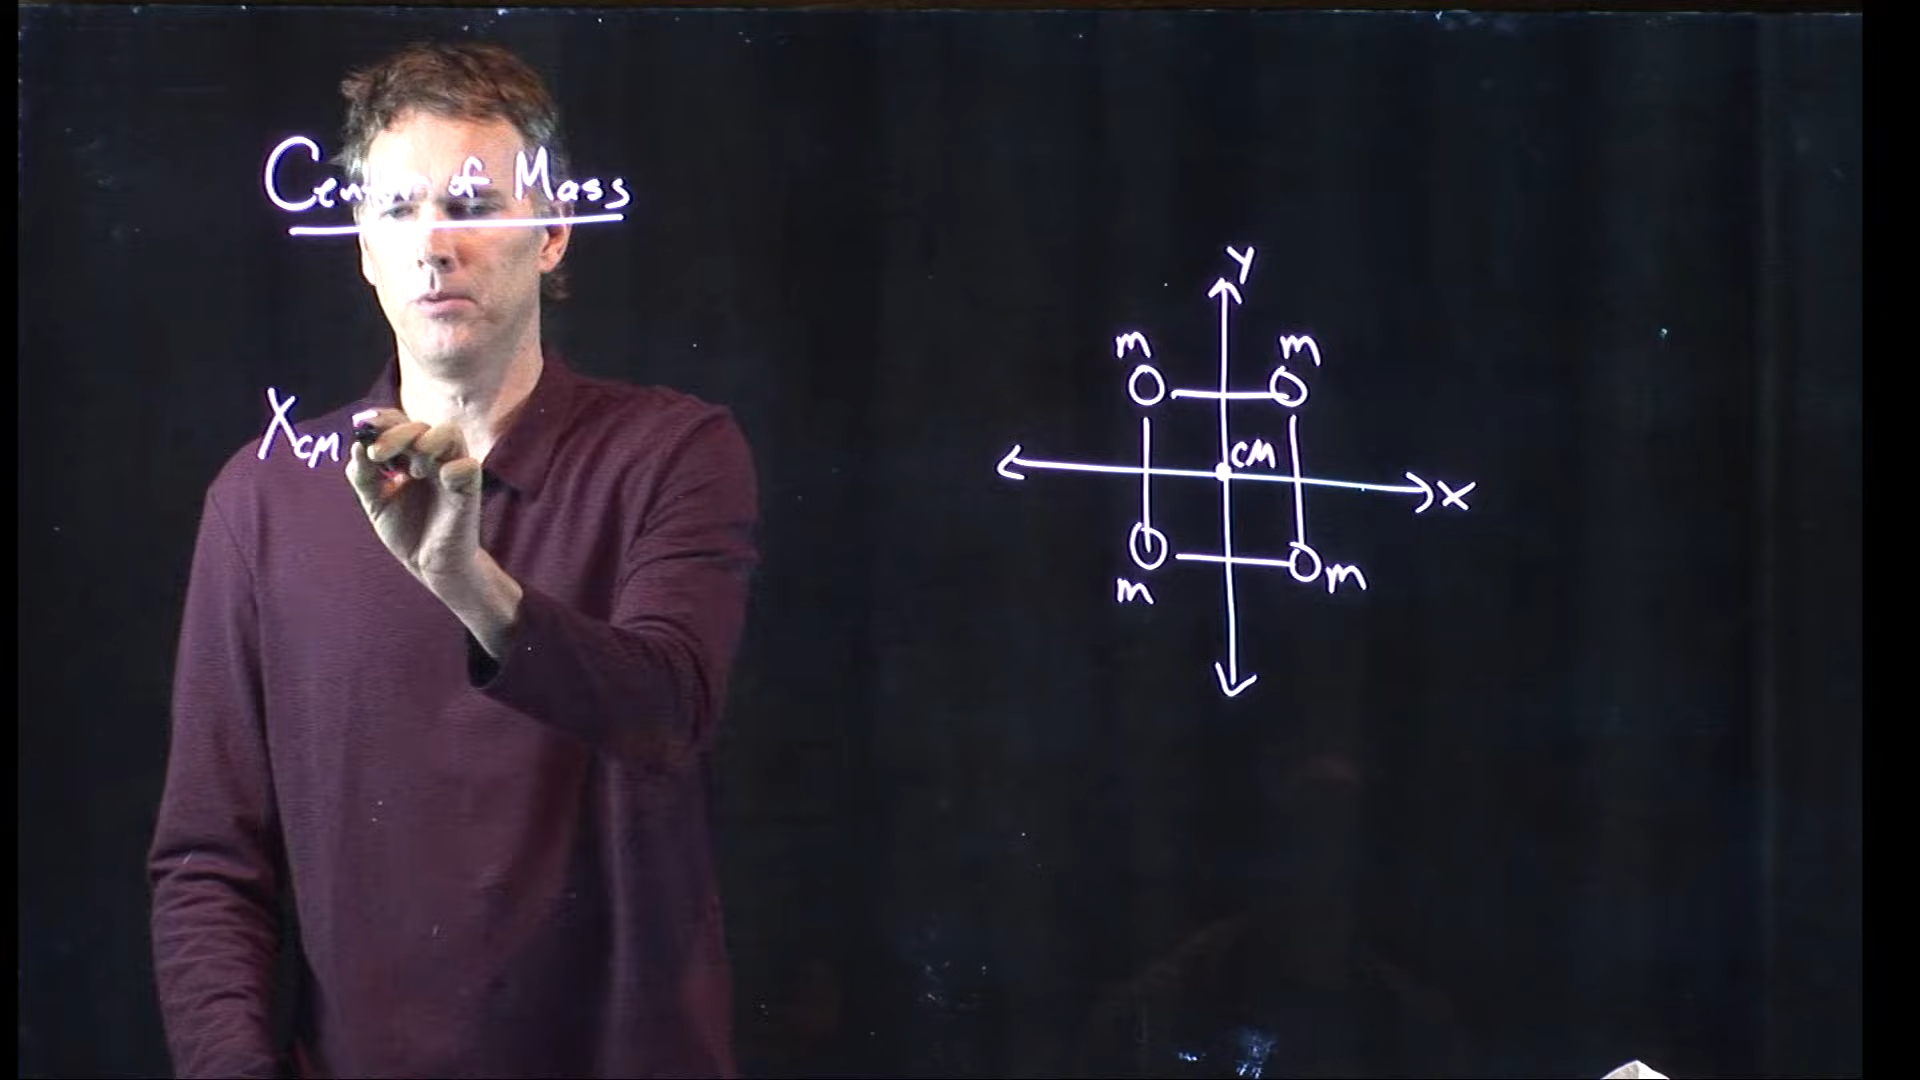 Center of Mass
XCM =
y
m m
CM
x
m m